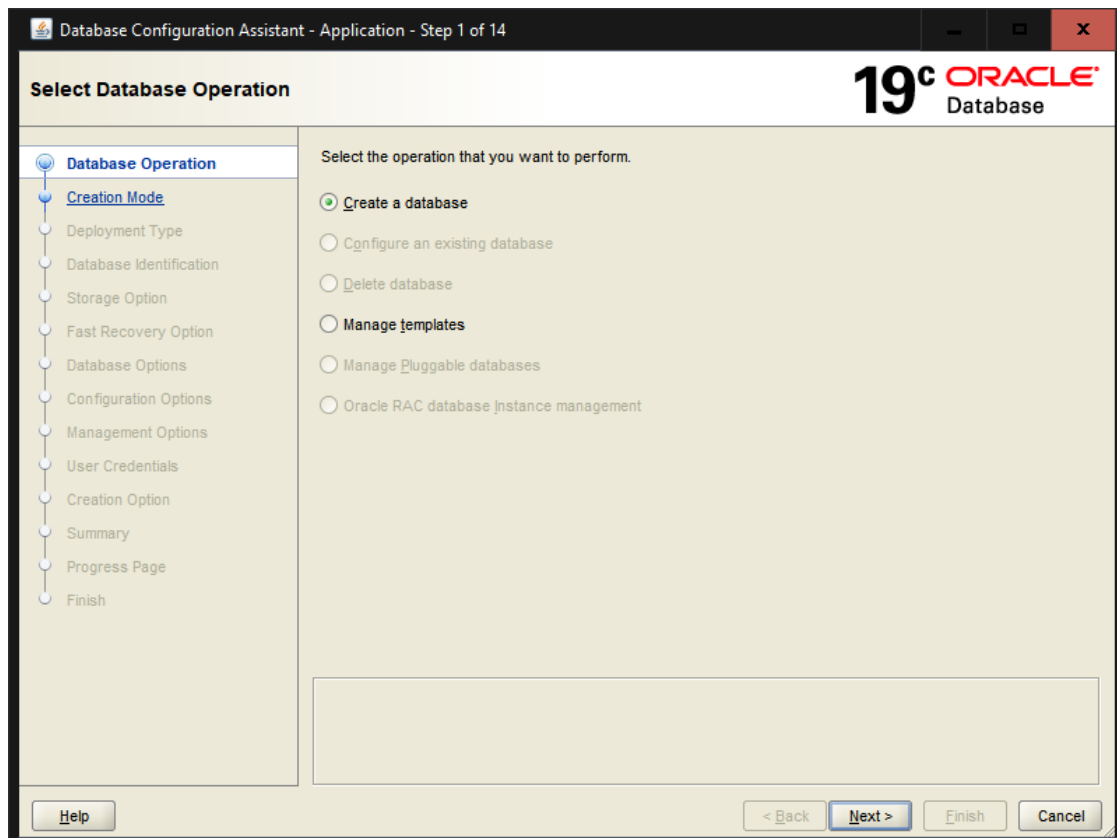 Database Configuration Assistant - Application - Step 1 of 14
Select Database Operation
19c ORACLE
Database
Database Operation
Creation Mode
Deployment Type
Database Identification
Storage Option
Fast Recovery Option
Database Options
Configuration Options
Management Options
User Credentials
Creation Option
Summary
Progress Page
Finish
Select the operation that you want to perform.
Create a database
Configure an existing database
Delete database
Manage templates
Manage Pluggable databases
Oracle RAC database Instance management
Help
< Back
Next >
Finish
Cancel